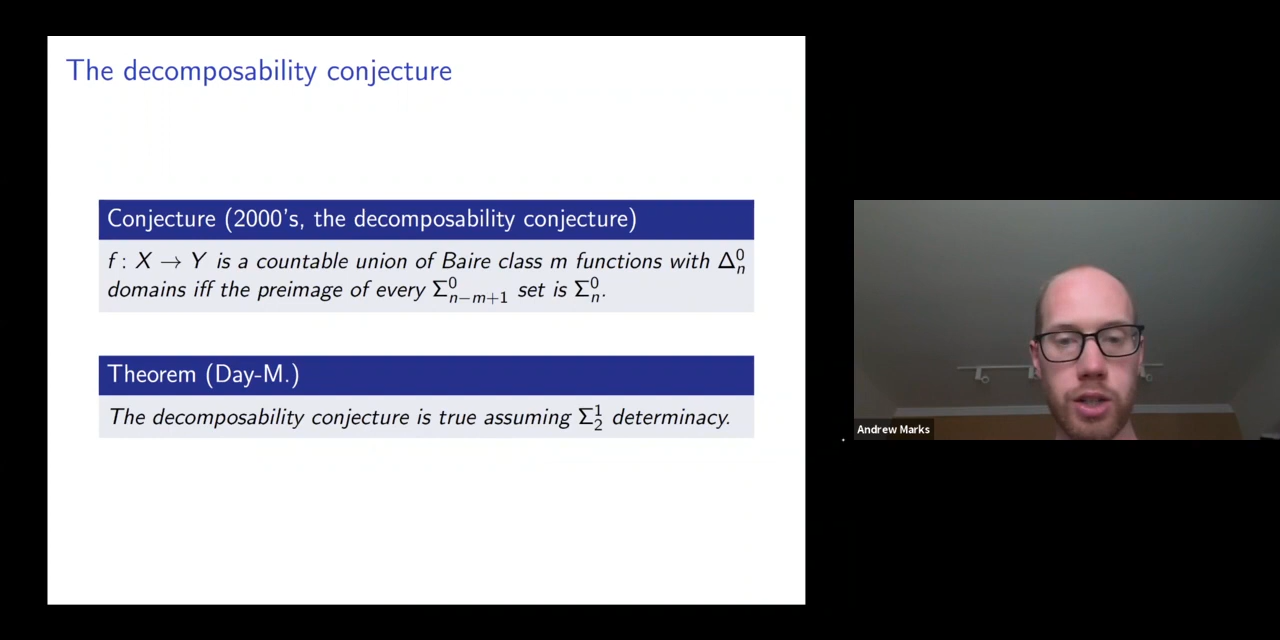 The decomposability conjecture
Conjecture (2000's, the decomposability conjecture)
f : X → Y is a countable union of Baire class m functions with Δ⁰ₙ
domains iff the preimage of every Σ⁰ₙ₋ₘ₊₁ set is Σ⁰ₙ.
Theorem (Day-M.)
The decomposability conjecture is true assuming Σ¹₂ determinacy.
Andrew Marks